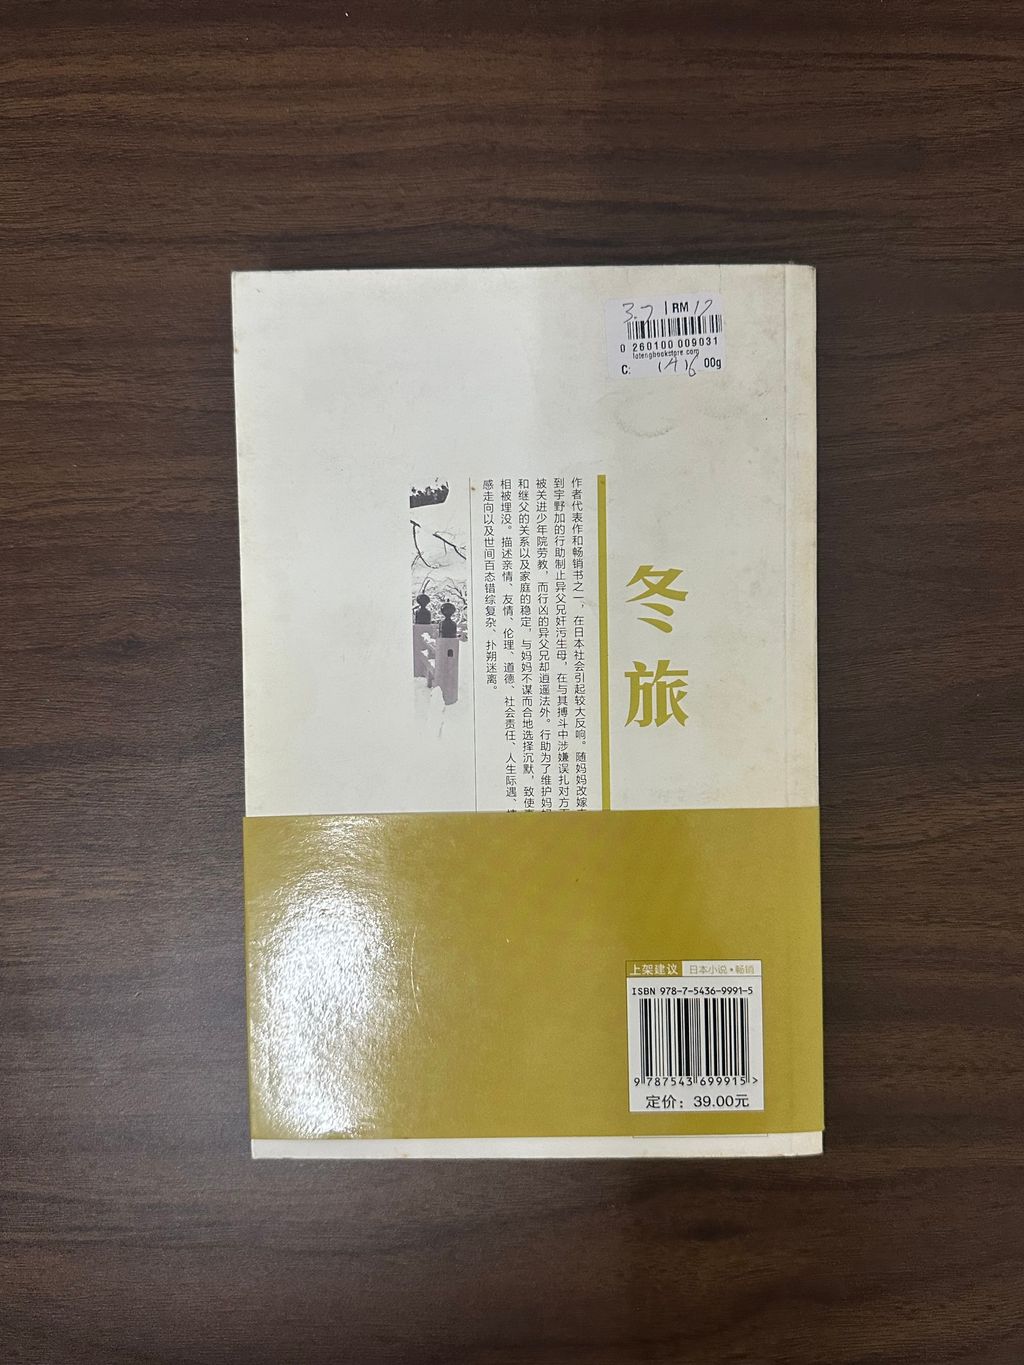 3.7 RM 17
0 260100 009031
lotengbookstore.com
C: 1A16 00g
冬旅
作者代表作和畅销书之一，在日本社会引起较大反响。随妈妈改嫁
到宇野加的行助制止异父兄奸污生母，在与其搏斗中涉嫌误扎对方
被关进少年院劳教，而行凶的异父兄却逍遥法外。行助为了维护妈妈
和继父的关系以及家庭的稳定，与妈妈不谋而合地选择沉默，致使
相被埋没。描述亲情、友情、伦理、道德、社会责任、人生际遇、
感走向以及世间百态错综复杂、扑朔迷离。
上架建议 日本小说·畅销
ISBN 978-7-5436-9991-5
9 787543 699915 >
定价：39.00元